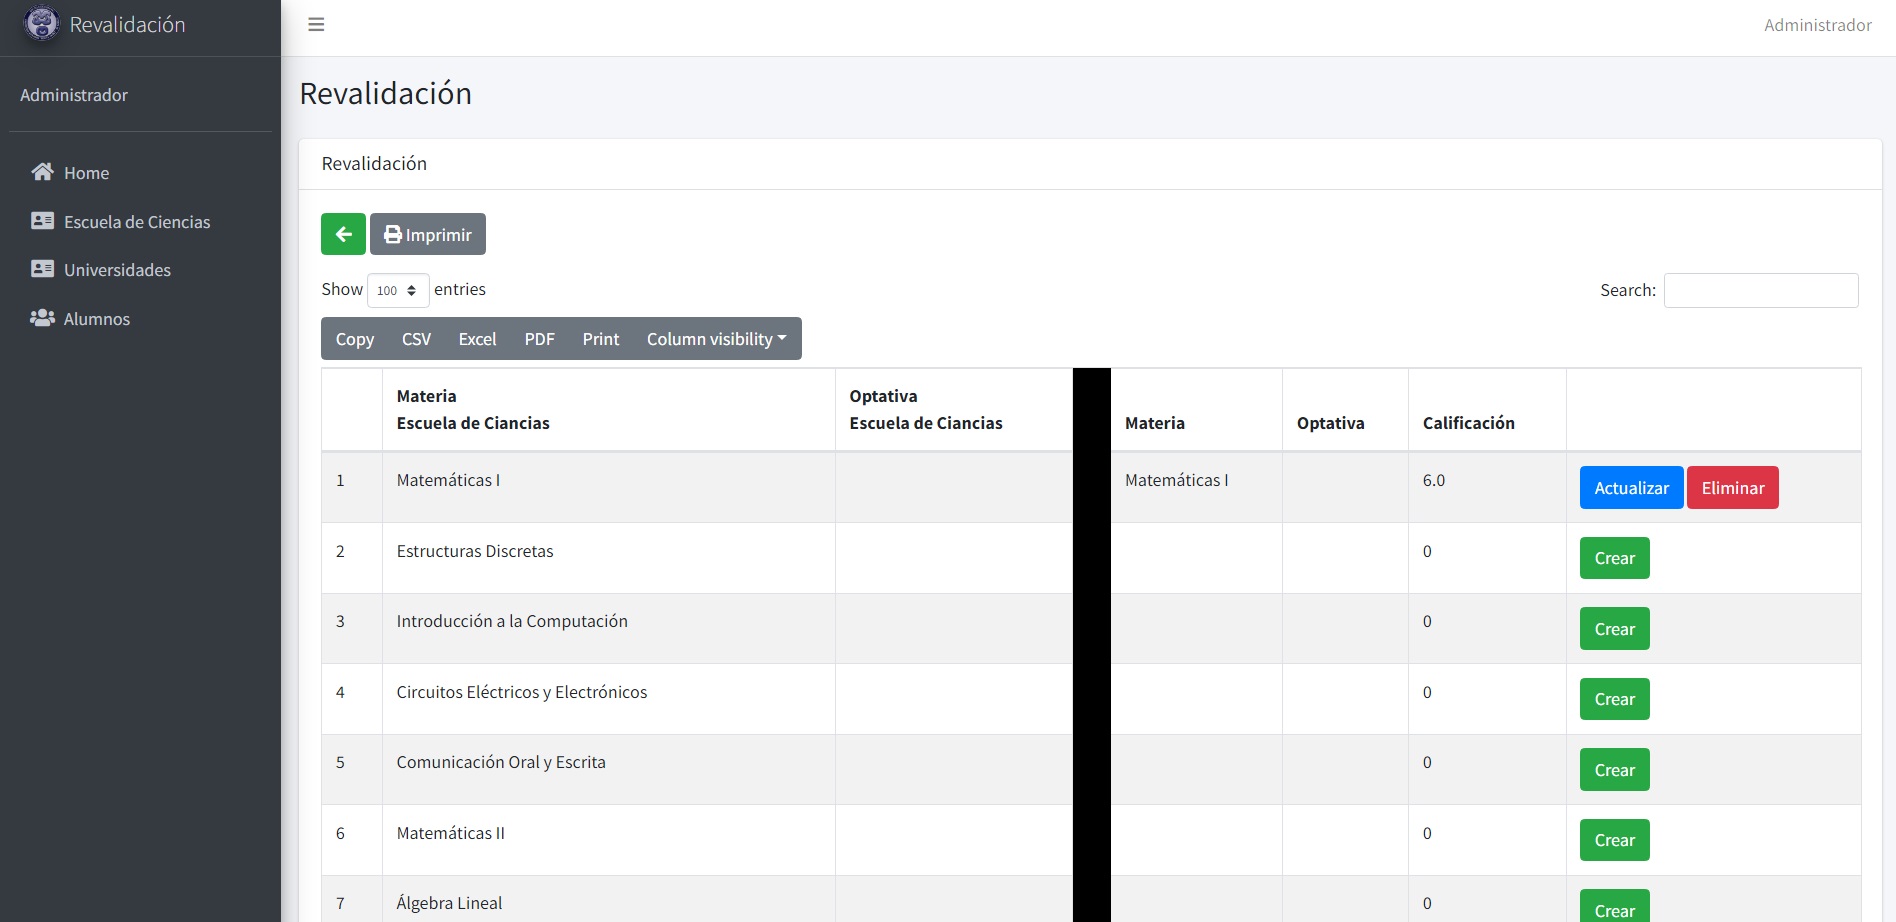 Revalidación
Administrador
Administrador
Home
Escuela de Ciencias
Universidades
Alumnos
Revalidación
Revalidación
Imprimir
Show 100 entries
Search:
Copy CSV Excel PDF Print Column visibility
Materia Optativa
Escuela de Ciancias Escuela de Ciancias Materia Optativa Calificación
1 Matemáticas I Matemáticas I 6.0 Actualizar Eliminar
2 Estructuras Discretas 0 Crear
3 Introducción a la Computación 0 Crear
4 Circuitos Eléctricos y Electrónicos 0 Crear
5 Comunicación Oral y Escrita 0 Crear
6 Matemáticas II 0 Crear
7 Álgebra Lineal 0 Crear